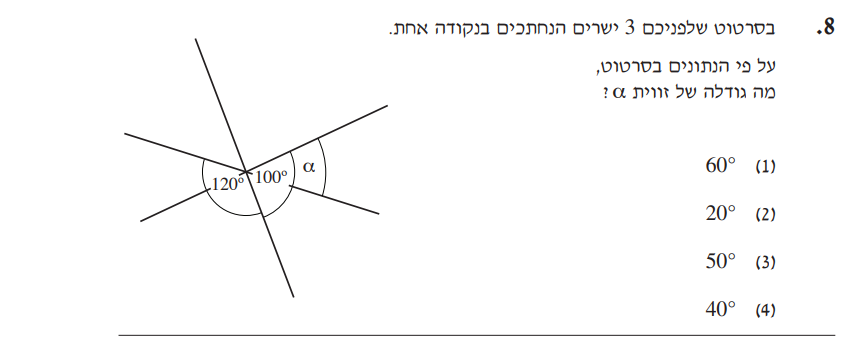 8. בסרטוט שלפניכם 3 ישרים הנחתכים בנקודה אחת.
על פי הנתונים בסרטוט,
מה גודלה של זווית α?
120° 100° α
(1) 60°
(2) 20°
(3) 50°
(4) 40°